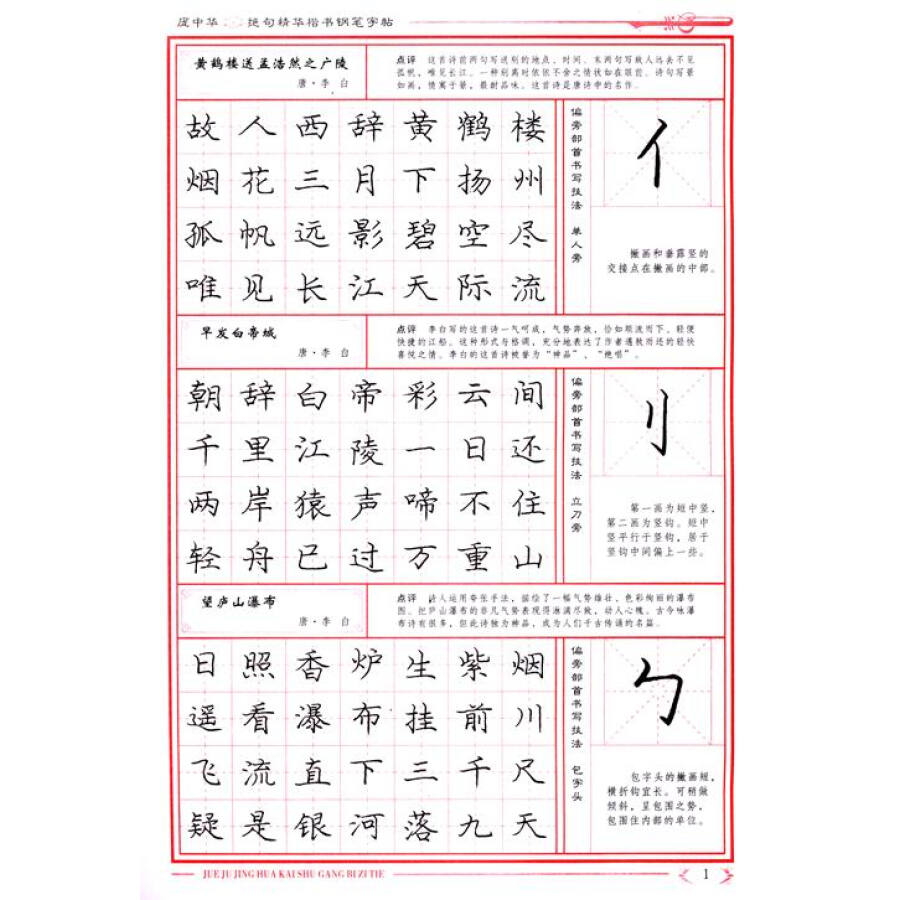 庞中华 绝句精华楷书钢笔字帖
黄鹤楼送孟浩然之广陵
唐·李白
点评 这首诗前两句写送别的地点、时间、末两句写故人远去不见
孤帆，唯见长江。一种别离时依依不舍之情状如在眼前。诗句写景
如画，情寓于景，最耐品味。这首诗是唐诗中的名作。
故人西辞黄鹤楼
烟花三月下扬州
孤帆远影碧空尽
唯见长江天际流
偏旁部首书写技法 单人旁
亻
撇画和垂露竖的
交接点在撇画的中部。
早发白帝城
唐·李白
点评 李白写的这首诗一气呵成，气势奔放，恰如顺流而下、轻便
快捷的江船。这种形式与格调，充分地表达了作者遇赦而还的轻快
喜悦之情。李白的这首诗被誉为“神品”、“绝唱”。
朝辞白帝彩云间
千里江陵一日还
两岸猿声啼不住
轻舟已过万重山
偏旁部首书写技法 立刀旁
刂
第一画为短中竖，
第二画为竖钩。短中
竖平行于竖钩，居于
竖钩中间偏上一些。
望庐山瀑布
唐·李白
点评 诗人运用夸张手法，描绘了一幅气势雄壮，色彩绚丽的瀑布
图。把庐山瀑布的非凡气势表现得淋漓尽致，动人心魄。古今咏瀑
布诗有很多，但此诗独为神品，成为人们千古传诵的名篇。
日照香炉生紫烟
遥看瀑布挂前川
飞流直下三千尺
疑是银河落九天
偏旁部首书写技法 包字头
勹
包字头的撇画短，
横折钩宜长。可稍做
倾斜，呈包围之势，
包围住内部的单位。
JUE JU JING HUA KAI SHU GANG BI ZI TIE
1